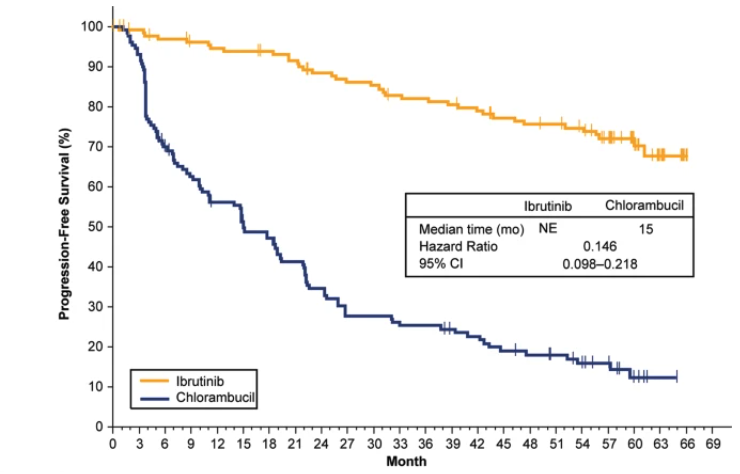 Progression-Free Survival (%)
100
90
80
70
60
50
40
30
20
10
0
Ibrutinib Chlorambucil
Median time (mo) NE 15
Hazard Ratio 0.146
95% CI 0.098–0.218
Ibrutinib
Chlorambucil
0 3 6 9 12 15 18 21 24 27 30 33 36 39 42 45 48 51 54 57 60 63 66 69
Month